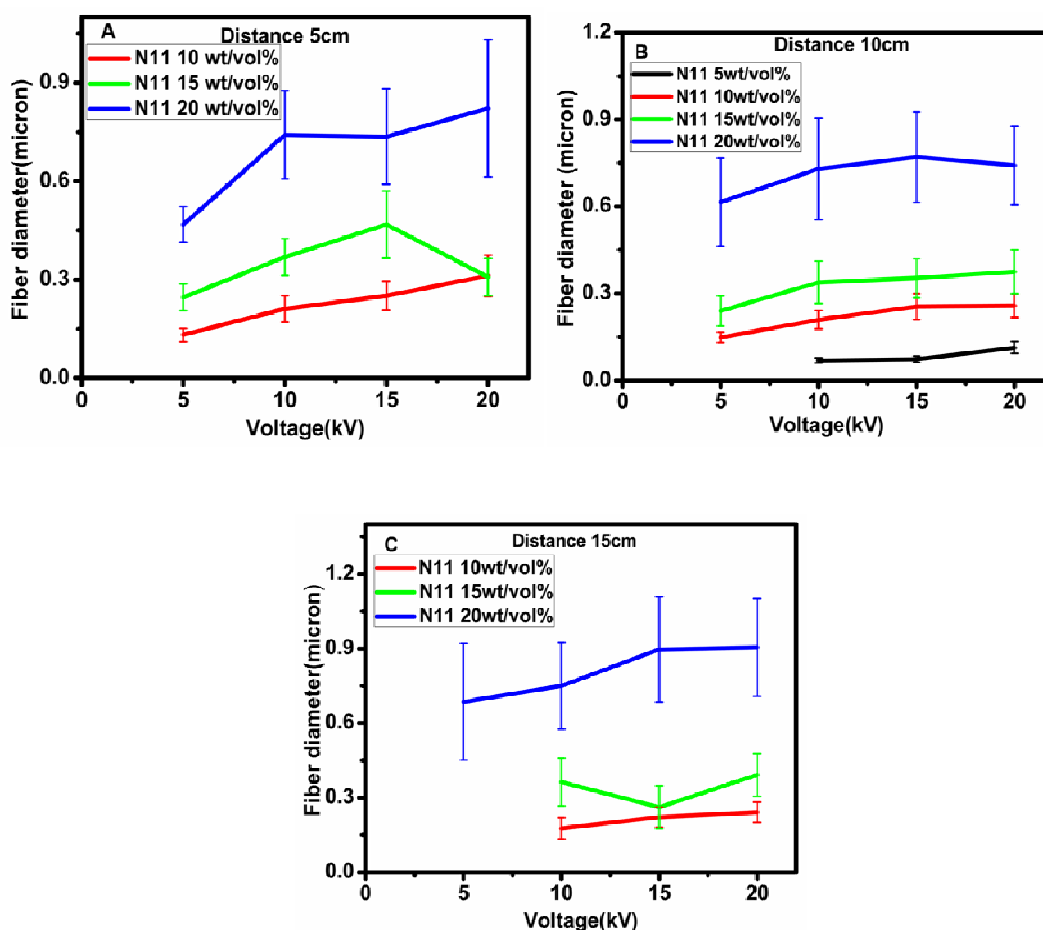 A
Distance 5cm
N11 10 wt/vol%
N11 15 wt/vol%
N11 20 wt/vol%
Fiber diameter(micron)
0.9
0.6
0.3
0.0
0 5 10 15 20
Voltage(kV)
B
Distance 10cm
N11 5wt/vol%
N11 10wt/vol%
N11 15wt/vol%
N11 20wt/vol%
Fiber diameter (micron)
1.2
0.9
0.6
0.3
0.0
0 5 10 15 20
Voltage(kV)
C
Distance 15cm
N11 10wt/vol%
N11 15wt/vol%
N11 20wt/vol%
Fiber diameter(micron)
1.2
0.9
0.6
0.3
0.0
0 5 10 15 20
Voltage(kV)